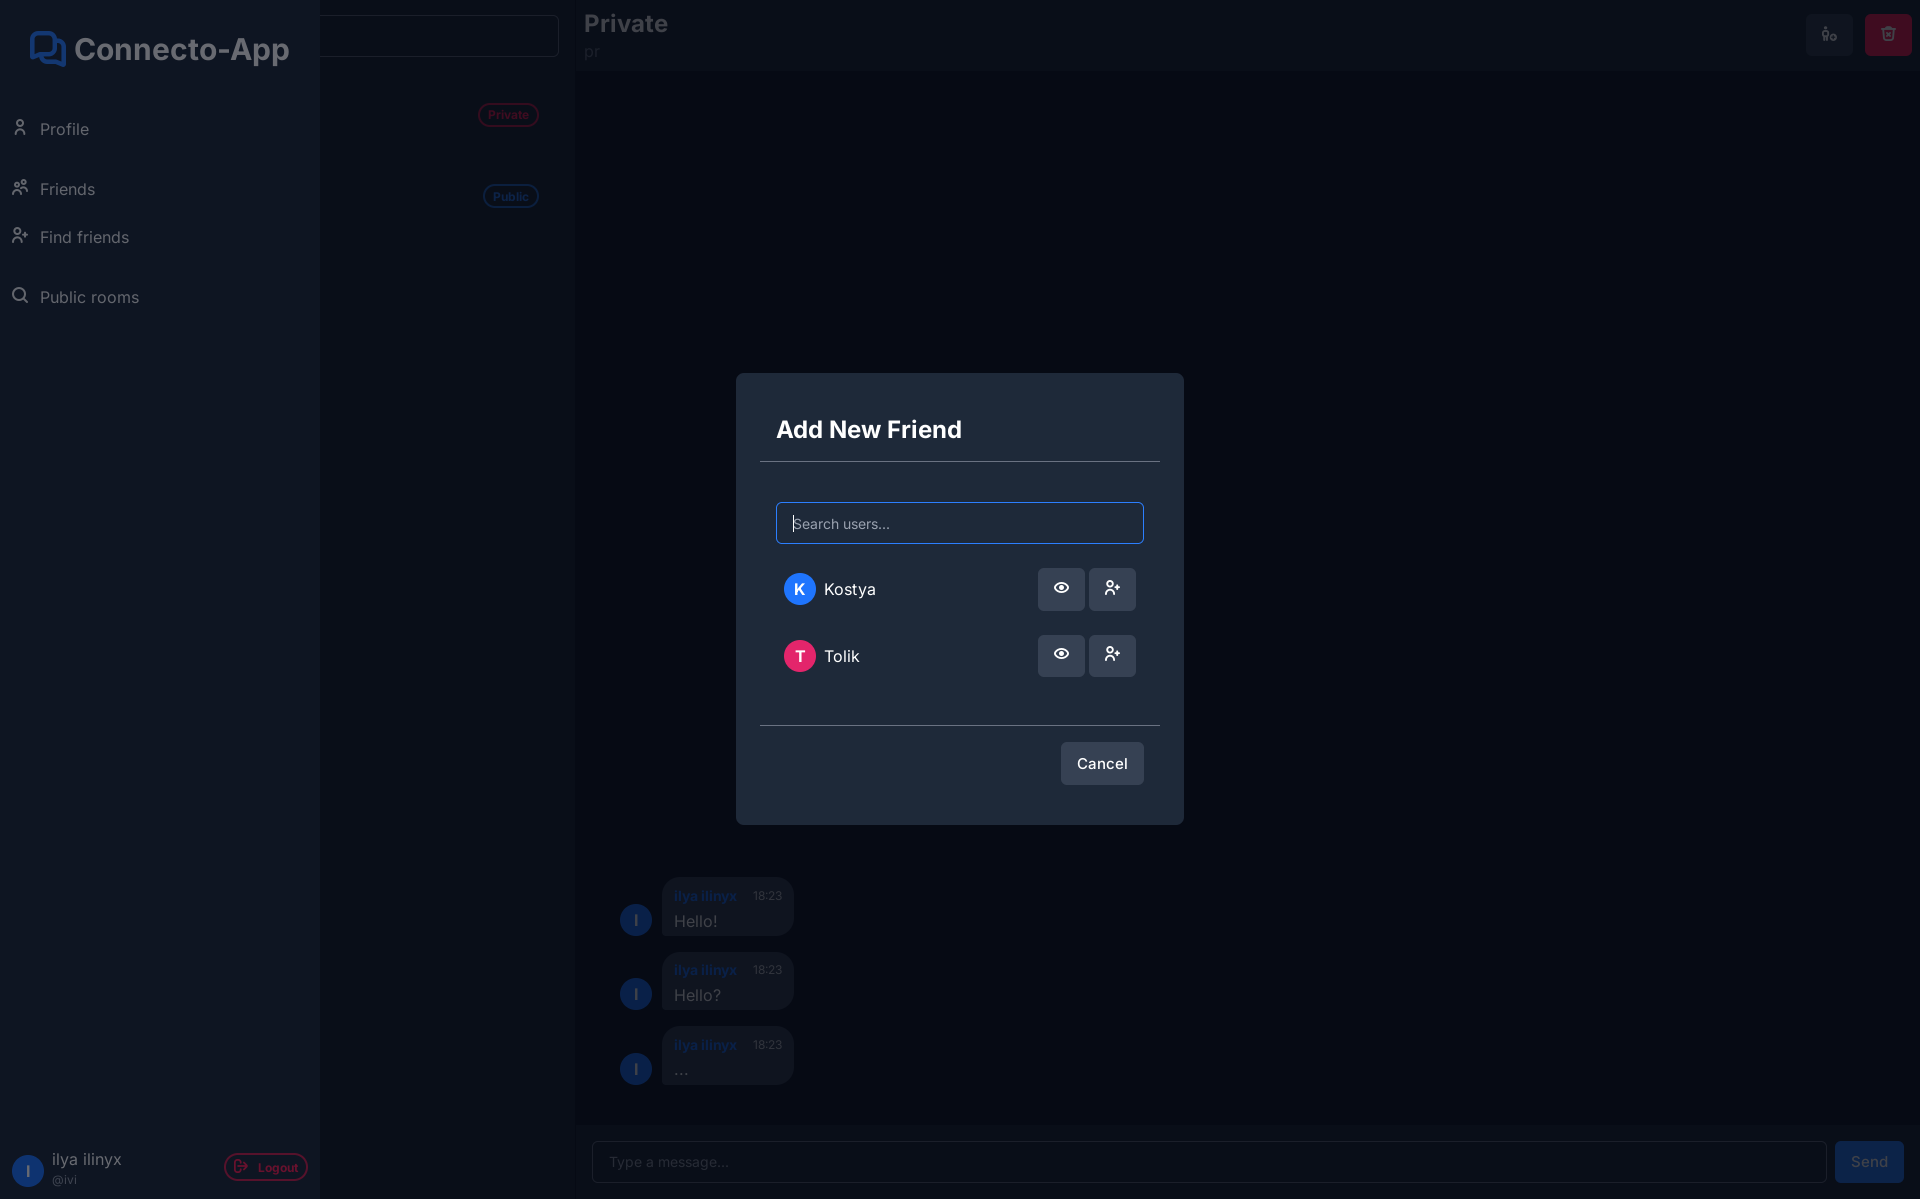 Connecto-App
Profile
Friends
Find friends
Public rooms
I
ilya ilinyx
@ivi
Logout
Private
Public
Private
pr
Add New Friend
Search users...
K
Kostya
T
Tolik
Cancel
ilya ilinyx 18:23
I
Hello!
ilya ilinyx 18:23
I
Hello?
ilya ilinyx 18:23
I
...
Type a message...
Send